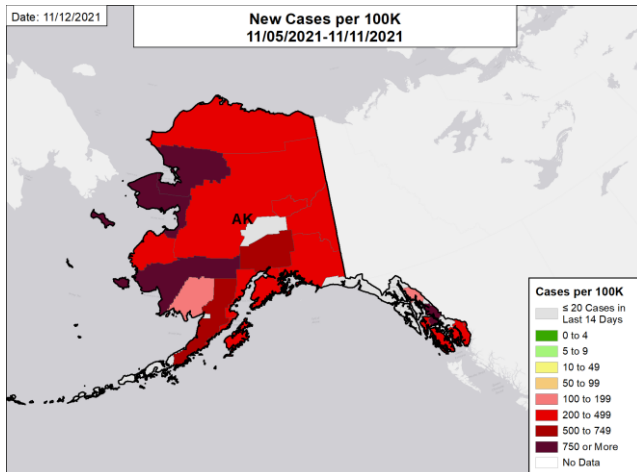 Date: 11/12/2021
New Cases per 100K
11/05/2021-11/11/2021
AK
Cases per 100K
≤ 20 Cases in
Last 14 Days
0 to 4
5 to 9
10 to 49
50 to 99
100 to 199
200 to 499
500 to 749
750 or More
No Data